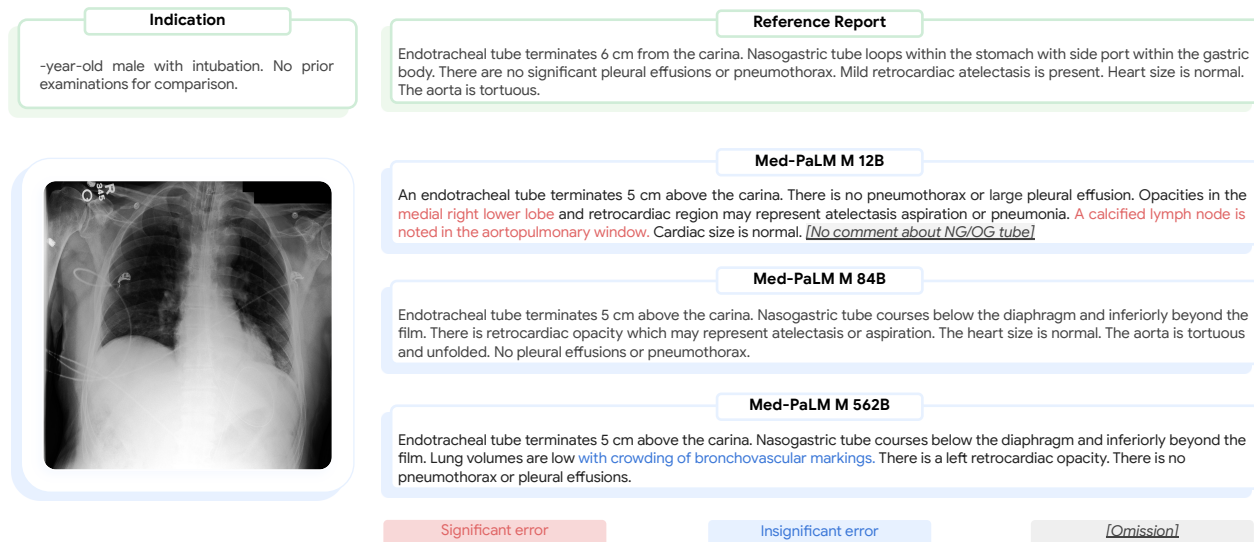 Indication
-year-old male with intubation. No prior
examinations for comparison.
Reference Report
Endotracheal tube terminates 6 cm from the carina. Nasogastric tube loops within the stomach with side port within the gastric
body. There are no significant pleural effusions or pneumothorax. Mild retrocardiac atelectasis is present. Heart size is normal.
The aorta is tortuous.
Med-PaLM M 12B
An endotracheal tube terminates 5 cm above the carina. There is no pneumothorax or large pleural effusion. Opacities in the
medial right lower lobe and retrocardiac region may represent atelectasis aspiration or pneumonia. A calcified lymph node is
noted in the aortopulmonary window. Cardiac size is normal. [No comment about NG/OG tube]
Med-PaLM M 84B
Endotracheal tube terminates 5 cm above the carina. Nasogastric tube courses below the diaphragm and inferiorly beyond the
film. There is retrocardiac opacity which may represent atelectasis or aspiration. The heart size is normal. The aorta is tortuous
and unfolded. No pleural effusions or pneumothorax.
Med-PaLM M 562B
Endotracheal tube terminates 5 cm above the carina. Nasogastric tube courses below the diaphragm and inferiorly beyond the
film. Lung volumes are low with crowding of bronchovascular markings. There is a left retrocardiac opacity. There is no
pneumothorax or pleural effusions.
Significant error
Insignificant error
[Omission]